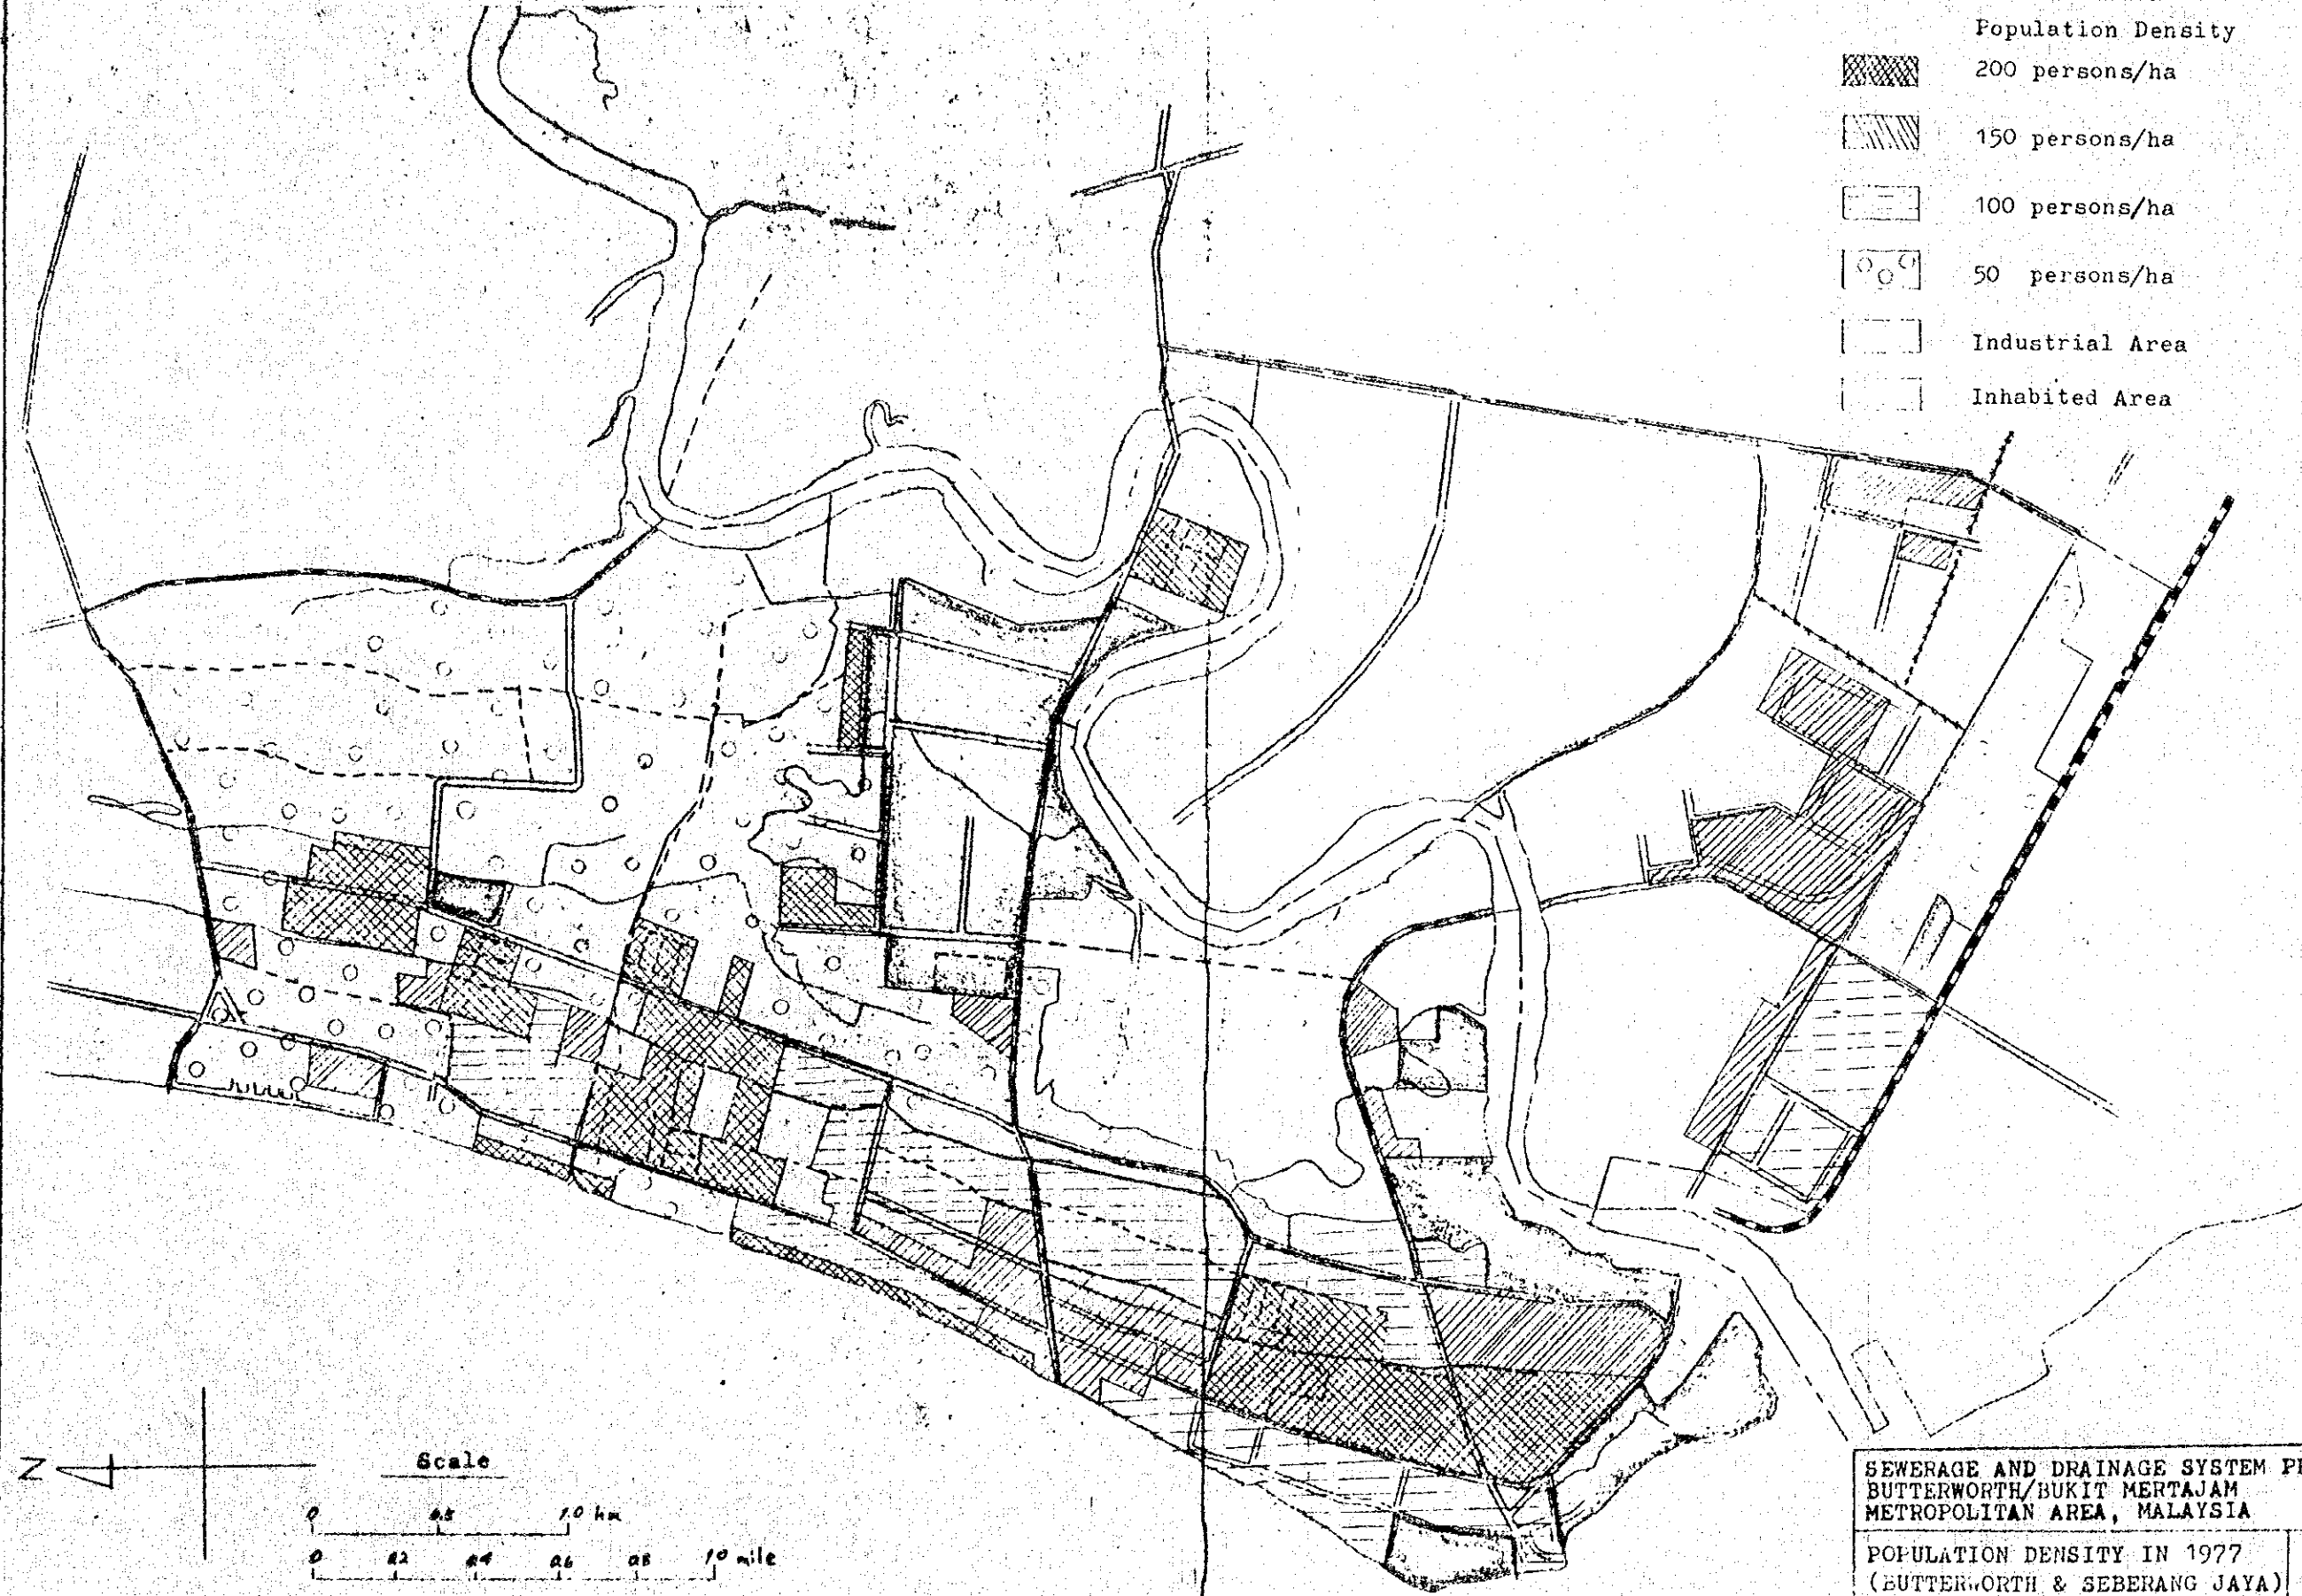 Population Density
200 persons/ha
150 persons/ha
100 persons/ha
50 persons/ha
Industrial Area
Inhabited Area
Z
Scale
0 0.5 1.0 km
0 0.2 0.4 0.6 0.8 1.0 mile
SEWERAGE AND DRAINAGE SYSTEM
BUTTERWORTH/BUKIT MERTAJAM
METROPOLITAN AREA, MALAYSIA
POPULATION DENSITY IN 1977
(BUTTERWORTH & SEBERANG JAYA)